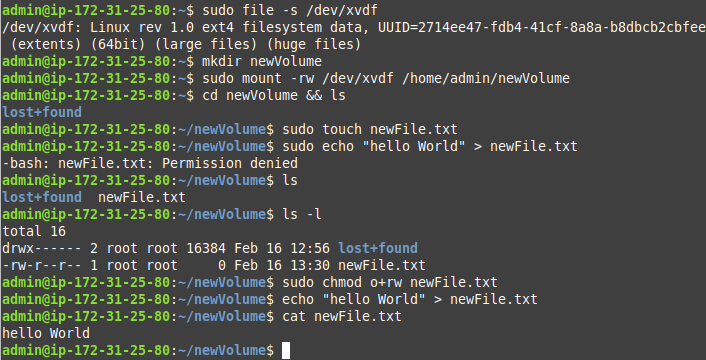 admin@ip-172-31-25-80:~$ sudo file -s /dev/xvdf
/dev/xvdf: Linux rev 1.0 ext4 filesystem data, UUID=2714ee47-fdb4-41cf-8a8a-b8dbcb2cbfee
 (extents) (64bit) (large files) (huge files)
admin@ip-172-31-25-80:~$ mkdir newVolume
admin@ip-172-31-25-80:~$ sudo mount -rw /dev/xvdf /home/admin/newVolume
admin@ip-172-31-25-80:~$ cd newVolume && ls
lost+found
admin@ip-172-31-25-80:~/newVolume$ sudo touch newFile.txt
admin@ip-172-31-25-80:~/newVolume$ sudo echo "hello World" > newFile.txt
-bash: newFile.txt: Permission denied
admin@ip-172-31-25-80:~/newVolume$ ls
lost+found  newFile.txt
admin@ip-172-31-25-80:~/newVolume$ ls -l
total 16
drwx------ 2 root root 16384 Feb 16 12:56 lost+found
-rw-r--r-- 1 root root     0 Feb 16 13:30 newFile.txt
admin@ip-172-31-25-80:~/newVolume$ sudo chmod o+rw newFile.txt
admin@ip-172-31-25-80:~/newVolume$ echo "hello World" > newFile.txt
admin@ip-172-31-25-80:~/newVolume$ cat newFile.txt
hello World
admin@ip-172-31-25-80:~/newVolume$